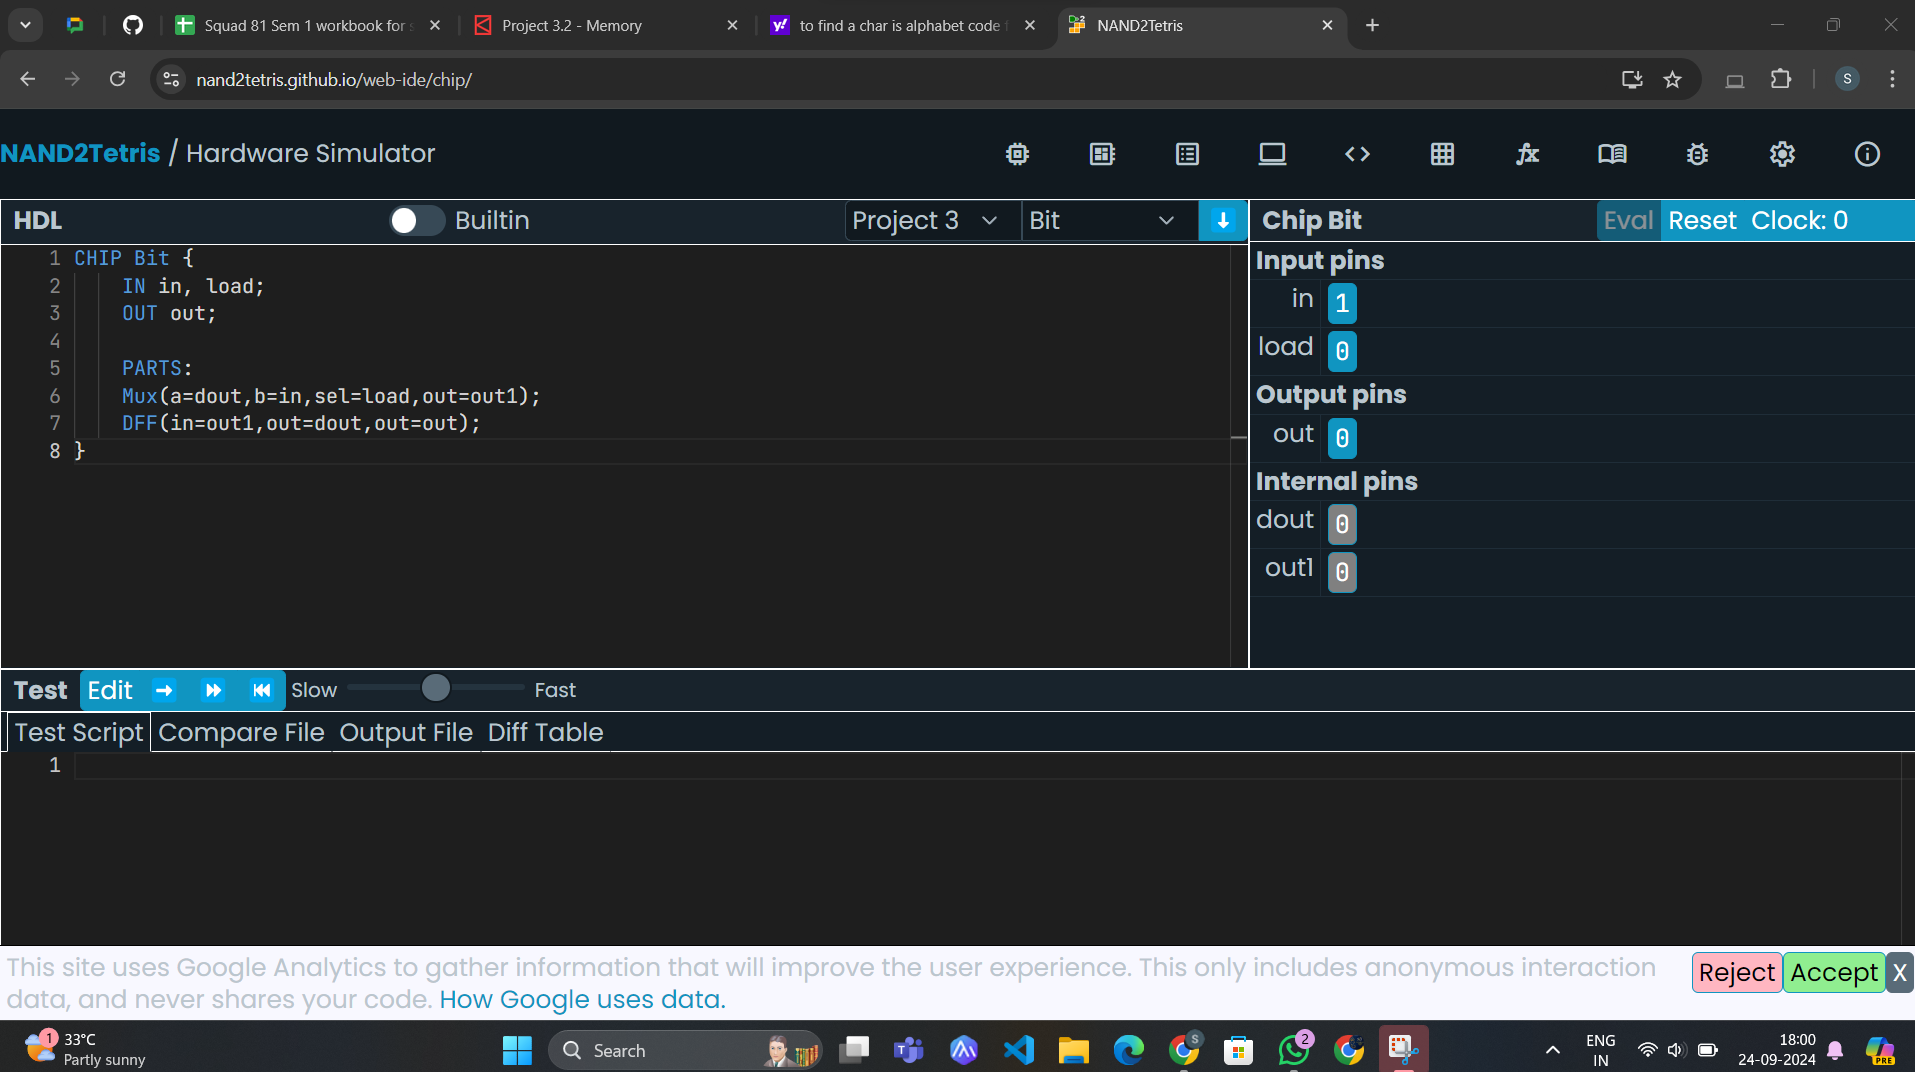 Squad 81 Sem 1 workbook for s
Project 3.2 - Memory
to find a char is alphabet code f
NAND2Tetris
nand2tetris.github.io/web-ide/chip/
S
NAND2Tetris / Hardware Simulator
HDL
Builtin
Project 3
Bit
Chip Bit
Eval
Reset
Clock: 0
1 CHIP Bit {
2 IN in, load;
3 OUT out;
4
5 PARTS:
6 Mux(a=dout,b=in,sel=load,out=out1);
7 DFF(in=out1,out=dout,out=out);
8 }
Input pins
in 1
load 0
Output pins
out 0
Internal pins
dout 0
out1 0
Test
Edit
Slow
Fast
Test Script
Compare File
Output File
Diff Table
1
This site uses Google Analytics to gather information that will improve the user experience. This only includes anonymous interaction
data, and never shares your code. How Google uses data.
Reject
Accept
X
1
33°C
Partly sunny
Search
S
2
ENG
IN
18:00
24-09-2024
PRE